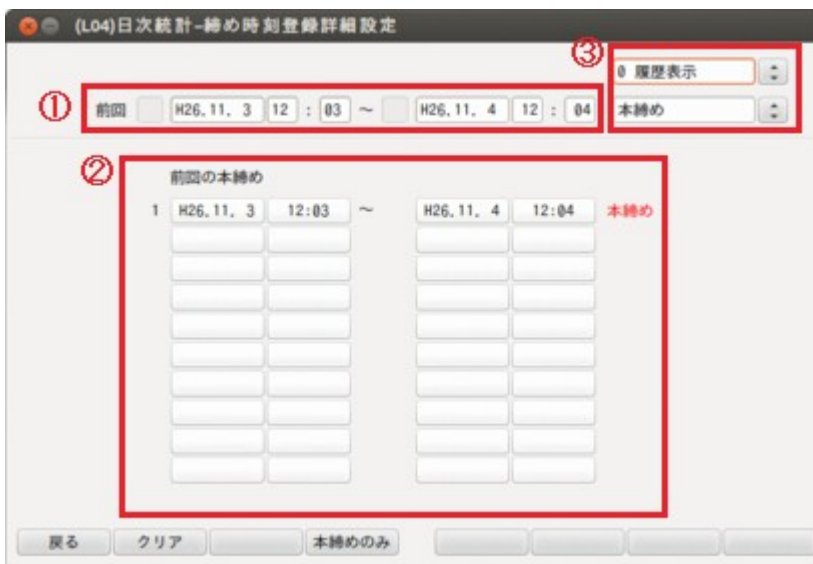 (L04)日次統計-締め時刻登録詳細設定
③
0 履歴表示
① 前回 H26.11. 3 12 : 03 ～ H26.11. 4 12 : 04 本締め
②
前回の本締め
1 H26.11. 3 12:03 ～ H26.11. 4 12:04 本締め
戻る クリア 本締めのみ